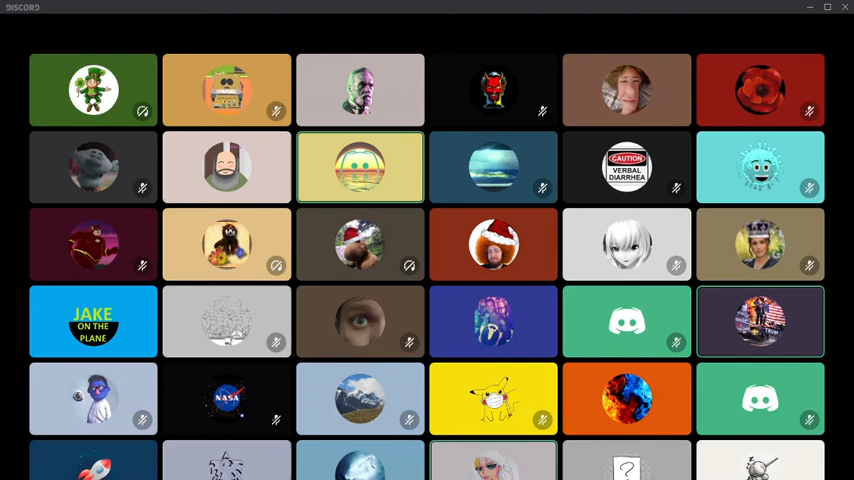 DISCORD
CAUTION
VERBAL
DIARRHEA
JAKE
ON THE
PLANE
NASA
?